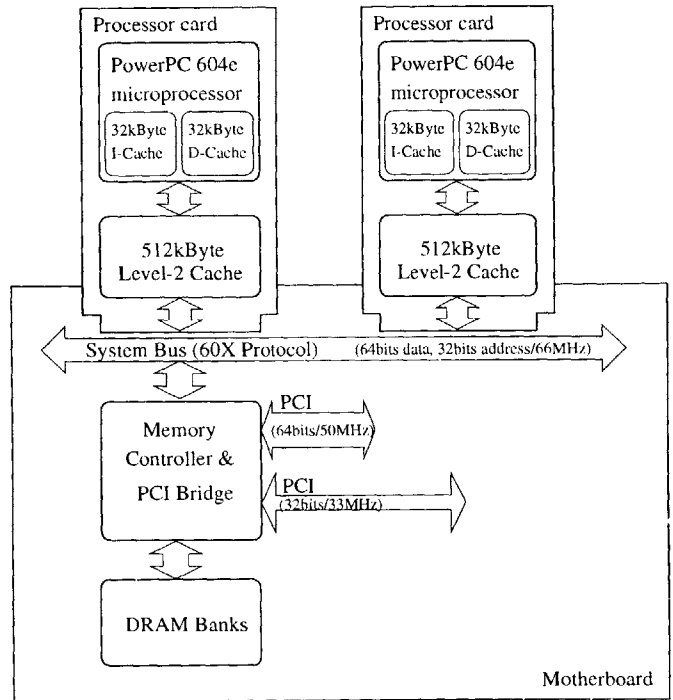 Processor card
PowerPC 604e
microprocessor
32kByte
I-Cache
32kByte
D-Cache
512kByte
Level-2 Cache
Processor card
PowerPC 604e
microprocessor
32kByte
I-Cache
32kByte
D-Cache
512kByte
Level-2 Cache
System Bus (60X Protocol) (64bits data, 32bits address/66MHz)
Memory
Controller &
PCI Bridge
PCI
(64bits/50MHz)
PCI
(32bits/33MHz)
DRAM Banks
Motherboard